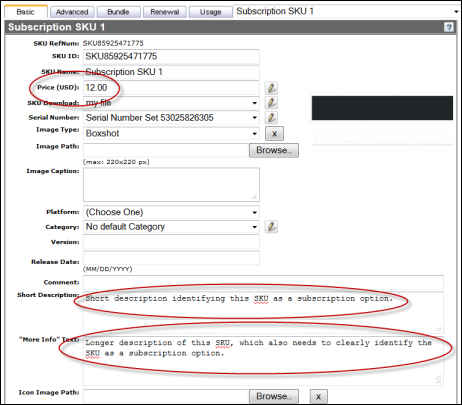 Basic Advanced Bundle Renewal Usage Subscription SKU 1
Subscription SKU 1 ?
SKU RefNum: SKU85925471775
SKU ID: SKU85925471775
SKU Name: Subscription SKU 1
Price (USD): 12.00
SKU Download: my file
Serial Number: Serial Number Set 53025826305
Image Type: Boxshot X
Image Path: Browse...
(max: 220x220 px)
Image Caption:
Platform: (Choose One)
Category: No default Category
Version:
Release Date:
(MM/DD/YYYY)
Comment:
Short Description: Short description identifying this SKU as a subscription option.
"More Info" Text: Longer description of this SKU, which also needs to clearly identify the
SKU as a subscription option.
Icon Image Path: Browse... X